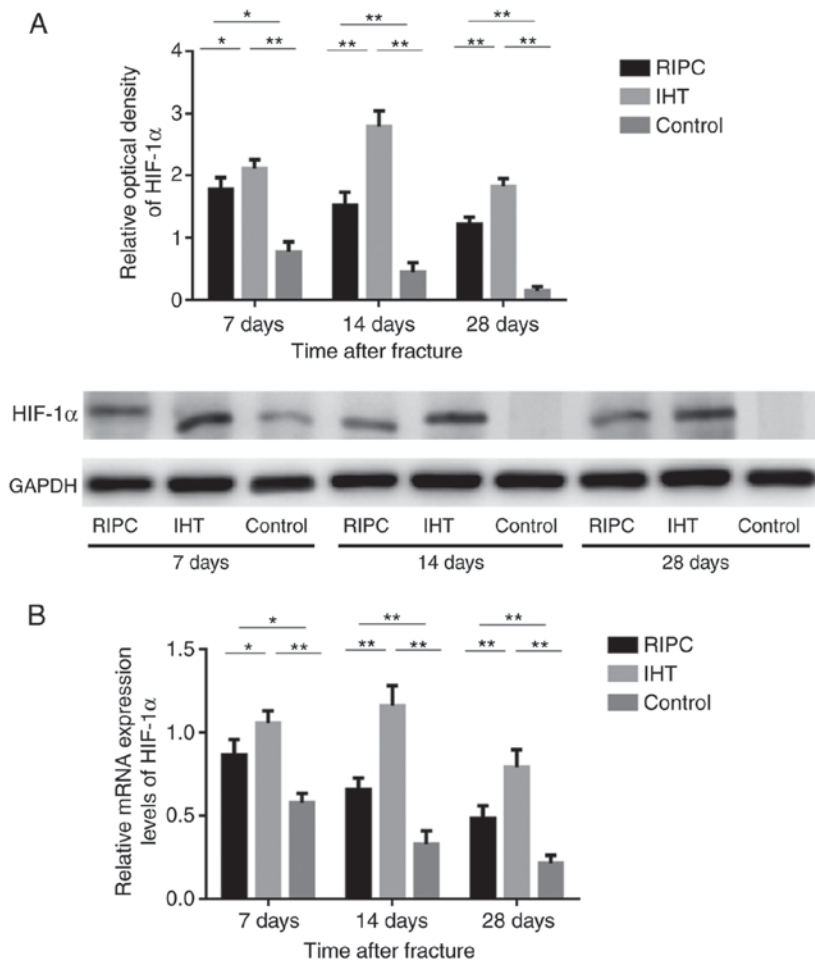 A
* ** **
* ** ** ** ** **
Relative optical density
of HIF-1α
4
3
2
1
0
RIPC
IHT
Control
7 days 14 days 28 days
Time after fracture
HIF-1α
GAPDH
RIPC IHT Control RIPC IHT Control RIPC IHT Control
7 days 14 days 28 days
B
* ** **
* ** ** ** ** **
Relative mRNA expression
levels of HIF-1α
1.5
1.0
0.5
0.0
RIPC
IHT
Control
7 days 14 days 28 days
Time after fracture